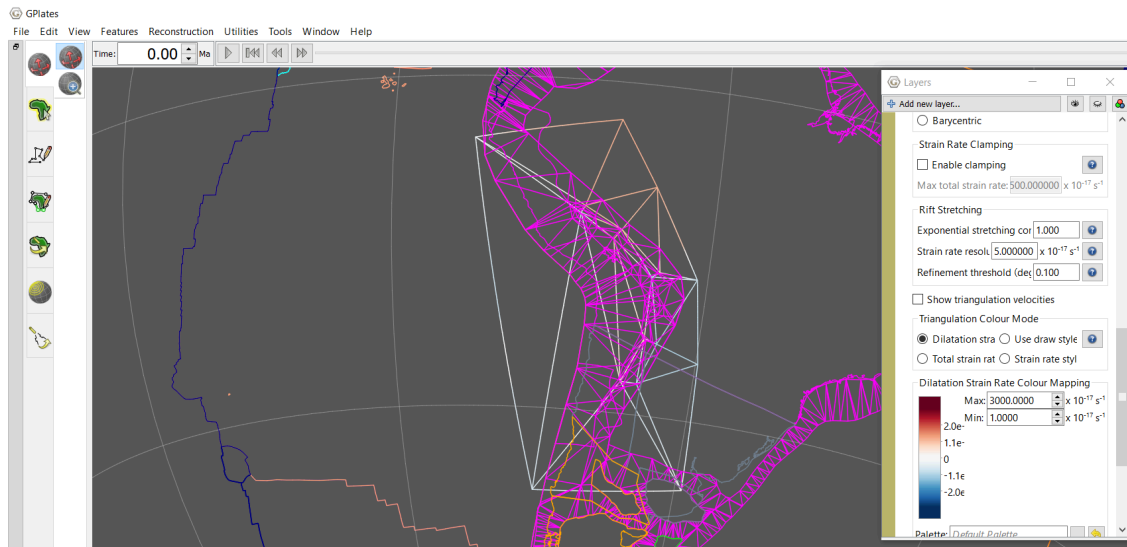 GPlates
File Edit View Features Reconstruction Utilities Tools Window Help
Time: 0.00 Ma
Layers
Add new layer...
Barycentric
Strain Rate Clamping
Enable clamping
Max total strain rate: 500.000000 x 10-17 s-1
Rift Stretching
Exponential stretching cor 1.000
Strain rate resolu 5.000000 x 10-17 s-1
Refinement threshold (deg 0.100
Show triangulation velocities
Triangulation Colour Mode
Dilatation stra Use draw style
Total strain rat Strain rate styl
Dilatation Strain Rate Colour Mapping
Max: 3000.0000 x 10-17 s-1
Min: 1.0000 x 10-17 s-1
2.0e-
1.1e-
0
-1.1e
-2.0e
Palette: Default Palette